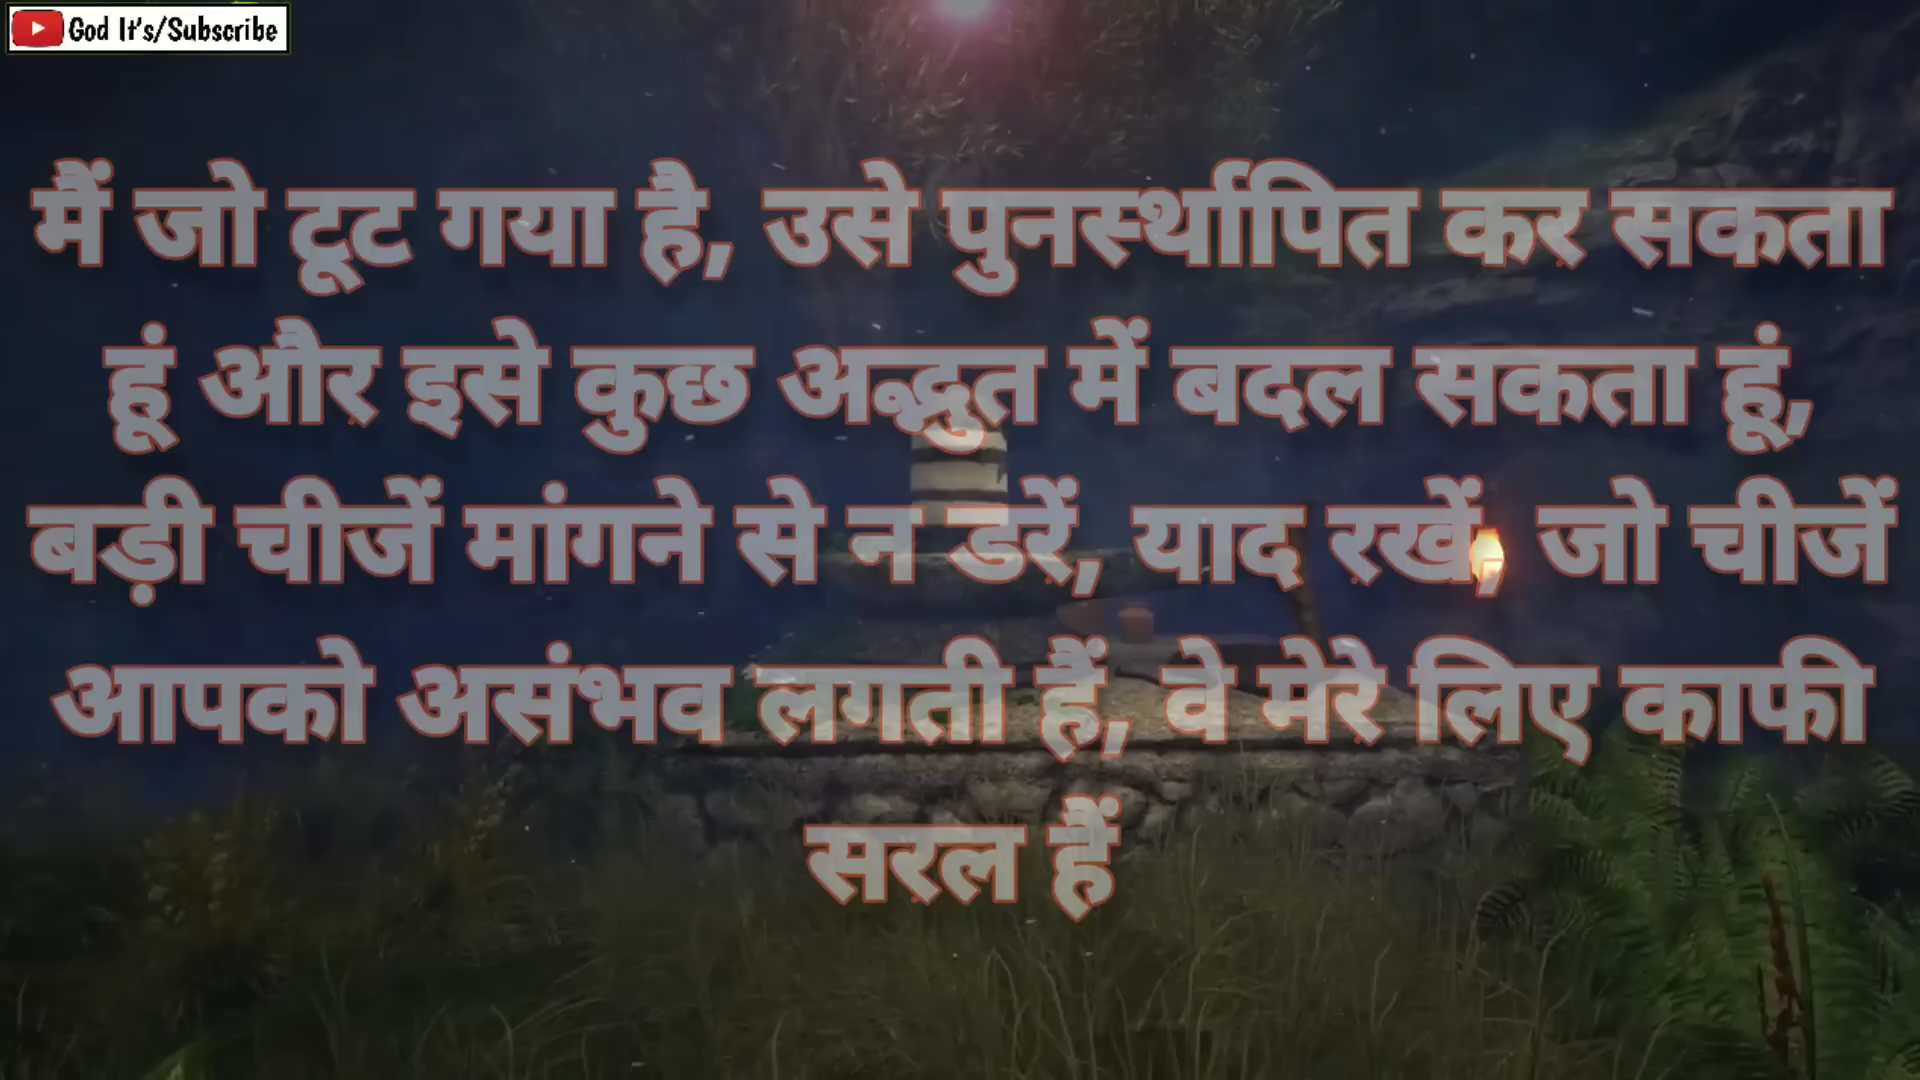 God It's/Subscribe
मैं जो टूट गया है, उसे पुनर्स्थापित कर सकता
हूं और इसे कुछ अद्भुत में बदल सकता हूं,
बड़ी चीजें मांगने से न डरें, याद रखें, जो चीजें
आपको असंभव लगती हैं, वे मेरे लिए काफी
सरल हैं